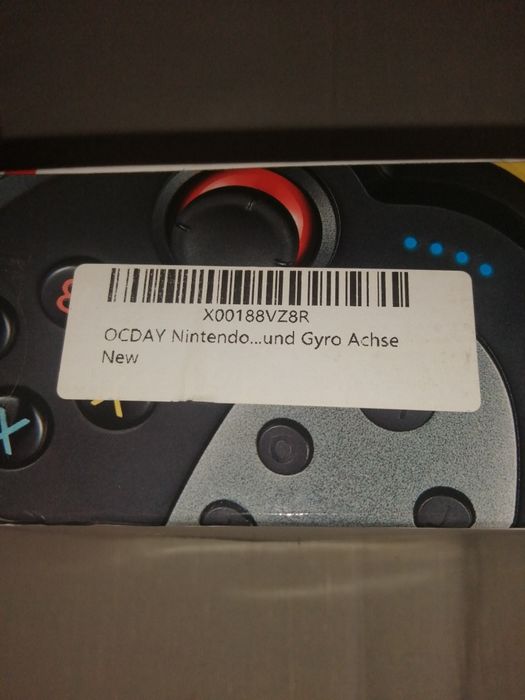 X00188VZ8R
OCDAY Nintendo...und Gyro Achse
New
X